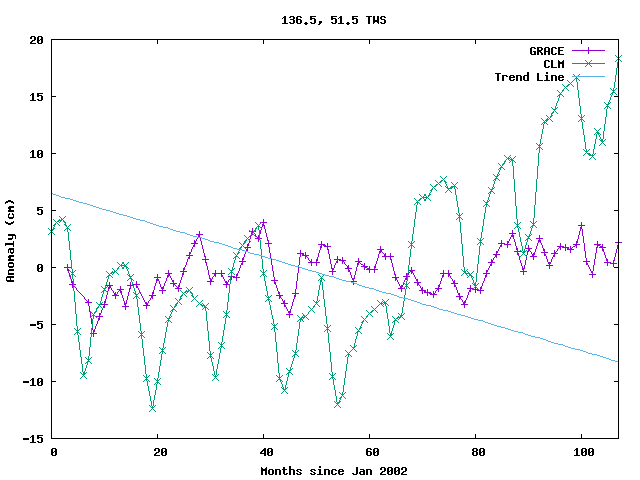 136.5, 51.5 TWS
20
15
10
5
0
-5
-10
-15
Anomaly (cm)
GRACE
CLM
Trend Line
0 20 40 60 80 100
Months since Jan 2002